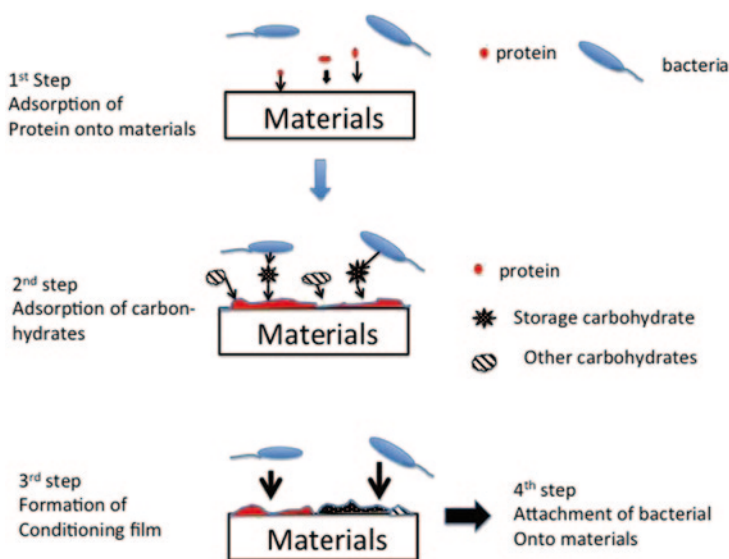 1st Step
Adsorption of
Protein onto materials
Materials
protein
bacteria
2nd step
Adsorption of carbon-
hydrates
Materials
protein
Storage carbohydrate
Other carbohydrates
3rd step
Formation of
Conditioning film
Materials
4th step
Attachment of bacterial
Onto materials